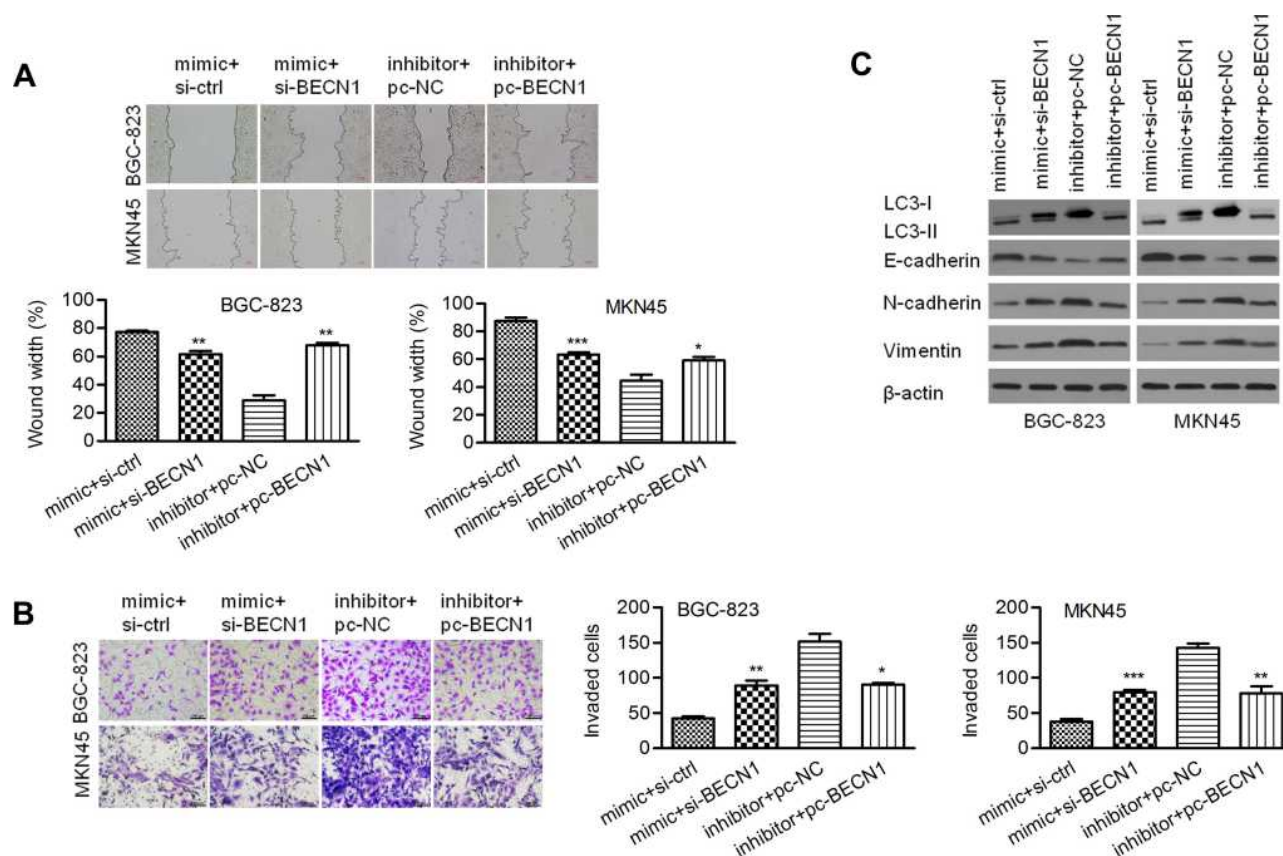 A
mimic+
si-ctrl
mimic+
si-BECN1
inhibitor+
pc-NC
inhibitor+
pc-BECN1
BGC-823
MKN45
BGC-823
Wound width (%)
100
80
60
40
20
0
**
**
mimic+si-ctrl
mimic+si-BECN1
inhibitor+pc-NC
inhibitor+pc-BECN1
MKN45
Wound width (%)
100
80
60
40
20
0
***
*
mimic+si-ctrl
mimic+si-BECN1
inhibitor+pc-NC
inhibitor+pc-BECN1
B
mimic+
si-ctrl
mimic+
si-BECN1
inhibitor+
pc-NC
inhibitor+
pc-BECN1
BGC-823
MKN45
BGC-823
Invaded cells
200
150
100
50
0
**
*
mimic+si-ctrl
mimic+si-BECN1
inhibitor+pc-NC
inhibitor+pc-BECN1
MKN45
Invaded cells
200
150
100
50
0
***
**
mimic+si-ctrl
mimic+si-BECN1
inhibitor+pc-NC
inhibitor+pc-BECN1
C
mimic+si-ctrl
mimic+si-BECN1
inhibitor+pc-NC
inhibitor+pc-BECN1
mimic+si-ctrl
mimic+si-BECN1
inhibitor+pc-NC
inhibitor+pc-BECN1
LC3-I
LC3-II
E-cadherin
N-cadherin
Vimentin
β-actin
BGC-823
MKN45